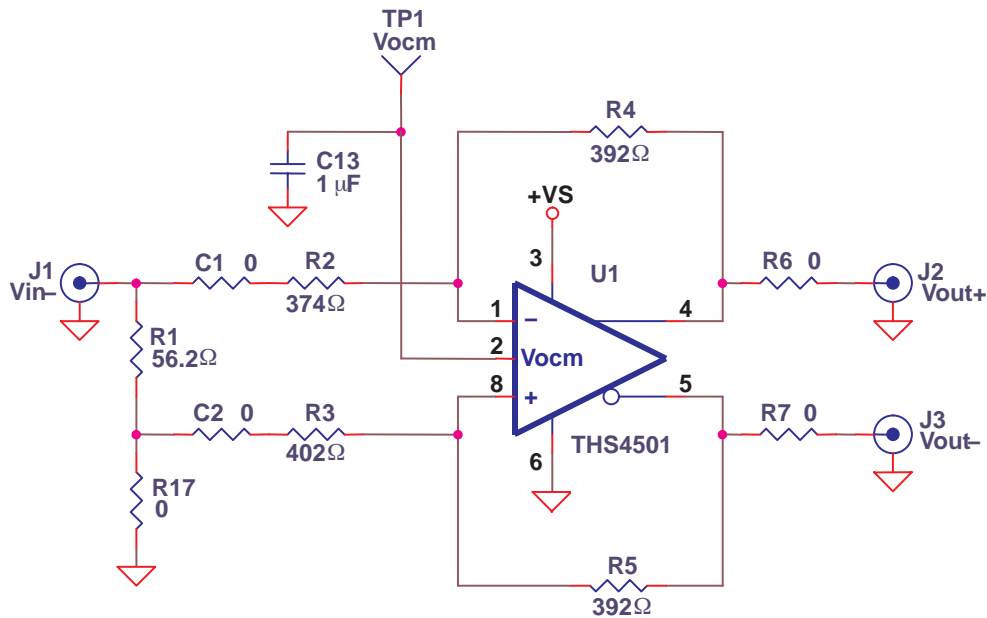 TP1
Vocm
R4
392Ω
C13
1 μF
+VS
3
U1
J1
Vin–
C1 0
R2
374Ω
R6 0
J2
Vout+
1
–
4
R1
56.2Ω
2
Vocm
8
+
5
C2 0
R3
402Ω
R7 0
J3
Vout–
THS4501
6
R17
0
R5
392Ω